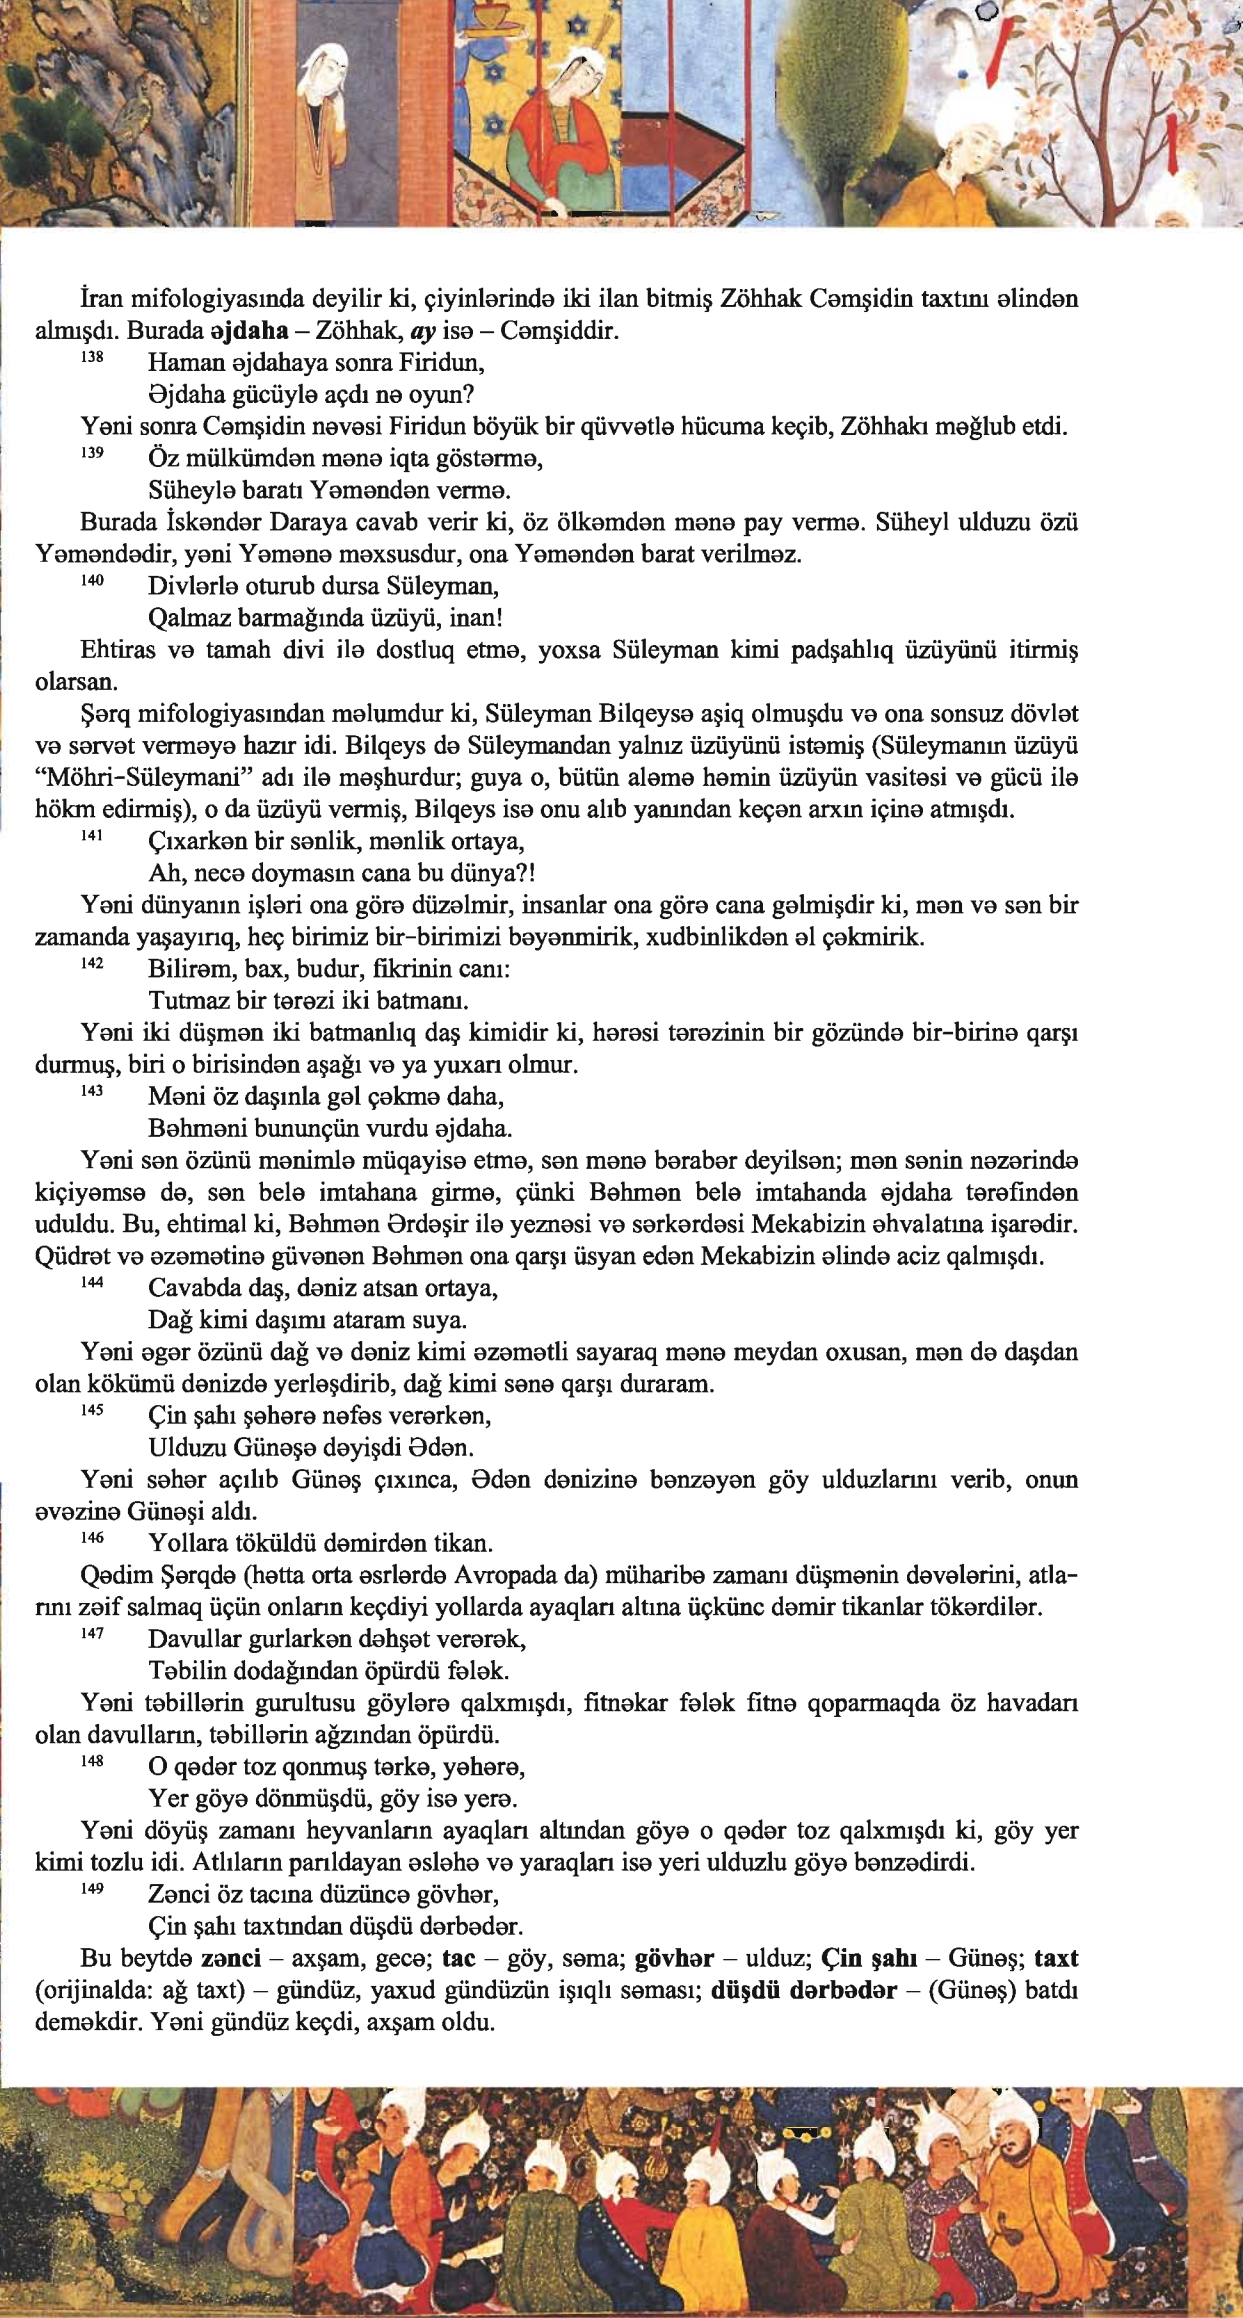 İran mifologiyasında deyilir ki, çiyinlərində iki ilan bitmiş Zöhhak Cəmşidin taxtını əlindən
almışdı. Burada əjdaha – Zöhhak, ay isə – Cəmşiddir.
138 Haman əjdahaya sonra Firidun,
Əjdaha gücüylə açdı nə oyun?
Yəni sonra Cəmşidin nəvəsi Firidun böyük bir qüvvətlə hücuma keçib, Zöhhakı məğlub etdi.
139 Öz mülkümdən mənə iqta göstərmə,
Süheylə baratı Yəməndən vermə.
Burada İskəndər Daraya cavab verir ki, öz ölkəmdən mənə pay vermə. Süheyl ulduzu özü
Yəməndədir, yəni Yəmənə məxsusdur, ona Yəməndən barat verilməz.
140 Divlərlə oturub dursa Süleyman,
Qalmaz barmağında üzüyü, inan!
Ehtiras və tamah divi ilə dostluq etmə, yoxsa Süleyman kimi padşahlıq üzüyünü itirmiş
olarsan.
Şərq mifologiyasından məlumdur ki, Süleyman Bilqeysə aşiq olmuşdu və ona sonsuz dövlət
və sərvət verməyə hazır idi. Bilqeys də Süleymandan yalnız üzüyünü istəmiş (Süleymanın üzüyü
“Möhri-Süleymani” adı ilə məşhurdur; guya o, bütün aləmə həmin üzüyün vasitəsi və gücü ilə
hökm edirmiş), o da üzüyü vermiş, Bilqeys isə onu alıb yanından keçən arxın içinə atmışdı.
141 Çıxarkən bir sənlik, mənlik ortaya,
Ah, necə doymasın cana bu dünya?!
Yəni dünyanın işləri ona görə düzəlmir, insanlar ona görə cana gəlmişdir ki, mən və sən bir
zamanda yaşayırıq, heç birimiz bir-birimizi bəyənmirik, xudbinlikdən əl çəkmirik.
142 Bilirəm, bax, budur, fikrinin canı:
Tutmaz bir tərəzi iki batmanı.
Yəni iki düşmən iki batmanlıq daş kimidir ki, hərəsi tərəzinin bir gözündə bir-birinə qarşı
durmuş, biri o birisindən aşağı və ya yuxarı olmur.
143 Məni öz daşınla gəl çəkmə daha,
Bəhməni bununçün vurdu əjdaha.
Yəni sən özünü mənimlə müqayisə etmə, sən mənə bərabər deyilsən; mən sənin nəzərində
kiçiyəmsə də, sən belə imtahana girmə, çünki Bəhmən belə imtahanda əjdaha tərəfindən
uduldu. Bu, ehtimal ki, Bəhmən Ərdəşir ilə yeznəsi və sərkərdəsi Mekabizin əhvalatına işarədir.
Qüdrət və əzəmətinə güvənən Bəhmən ona qarşı üsyan edən Mekabizin əlində aciz qalmışdı.
144 Cavabda daş, dəniz atsan ortaya,
Dağ kimi daşımı ataram suya.
Yəni əgər özünü dağ və dəniz kimi əzəmətli sayaraq mənə meydan oxusan, mən də daşdan
olan kökümü dənizdə yerləşdirib, dağ kimi sənə qarşı duraram.
145 Çin şahı şəhərə nəfəs verərkən,
Ulduzu Günəşə dəyişdi Ədən.
Yəni səhər açılıb Günəş çıxınca, Ədən dənizinə bənzəyən göy ulduzlarını verib, onun
əvəzinə Günəşi aldı.
146 Yollara töküldü dəmirdən tikan.
Qədim Şərqdə (hətta orta əsrlərdə Avropada da) müharibə zamanı düşmənin dəvələrini, atla-
rını zəif salmaq üçün onların keçdiyi yollarda ayaqları altına üçkünc dəmir tikanlar tökərdilər.
147 Davullar gurlarkən dəhşət verərək,
Təbilin dodağından öpürdü fələk.
Yəni təbillərin gurultusu göylərə qalxmışdı, fitnəkar fələk fitnə qoparmaqda öz havadarı
olan davulların, təbillərin ağzından öpürdü.
148 O qədər toz qonmuş tərkə, yəhərə,
Yer göyə dönmüşdü, göy isə yerə.
Yəni döyüş zamanı heyvanların ayaqları altından göyə o qədər toz qalxmışdı ki, göy yer
kimi tozlu idi. Atlıların parıldayan əsləhə və yaraqları isə yeri ulduzlu göyə bənzədirdi.
149 Zənci öz tacına düzüncə gövhər,
Çin şahı taxtından düşdü dərbədər.
Bu beytdə zənci – axşam, gecə; tac – göy, səma; gövhər – ulduz; Çin şahı – Günəş; taxt
(orijinalda: ağ taxt) – gündüz, yaxud gündüzün işıqlı səması; düşdü dərbədər – (Günəş) batdı
deməkdir. Yəni gündüz keçdi, axşam oldu.